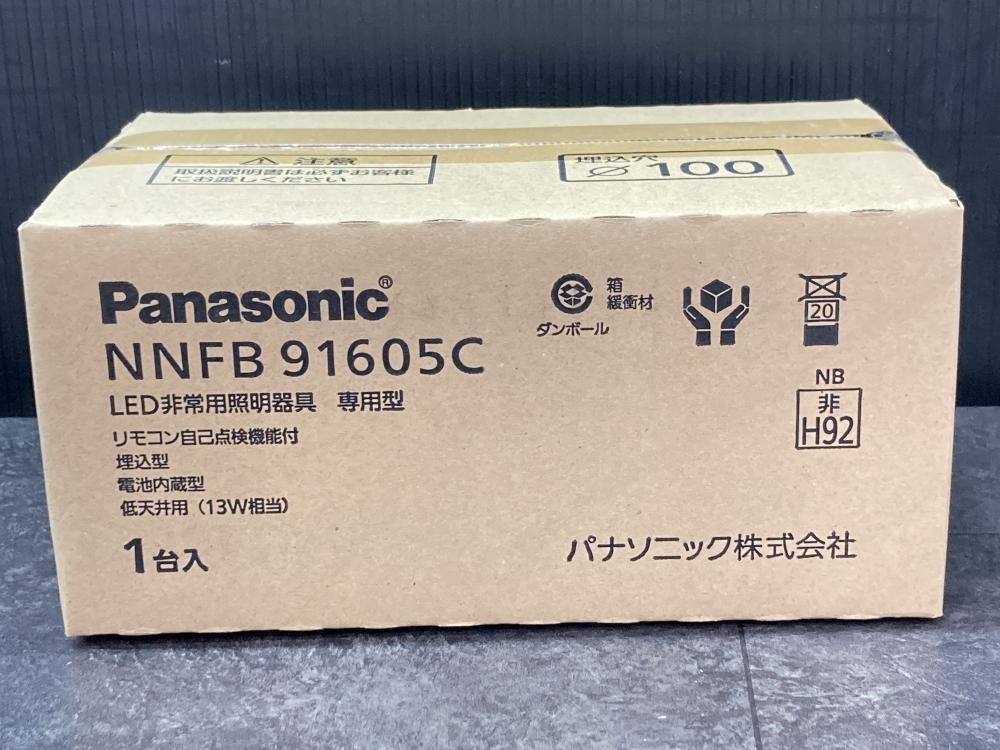 ⚠ 注意
取扱説明書は必ずお客様
にお渡しください
埋込穴
⌀100
Panasonic®
NNFB 91605C
LED非常用照明器具 専用型
リモコン自己点検機能付
埋込型
電池内蔵型
低天井用（13W相当）
1台入
箱
緩衝材
ダンボール
20
NB
非
H92
パナソニック株式会社